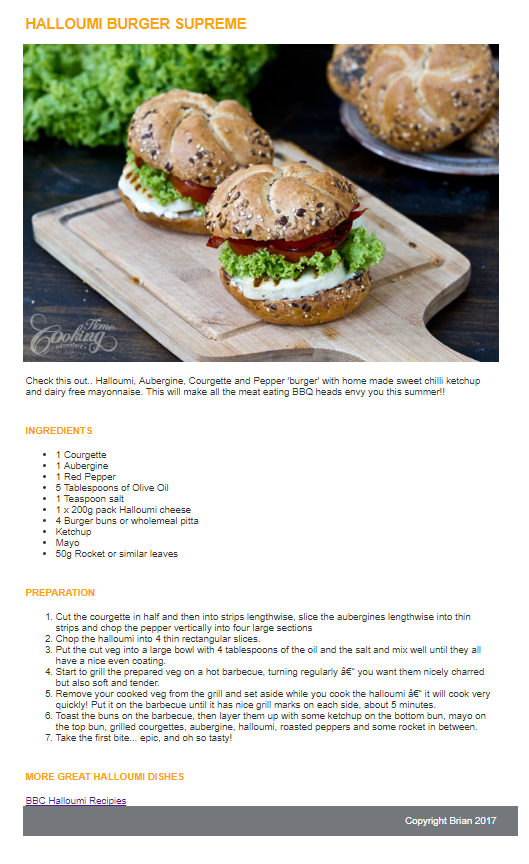 HALLOUMI BURGER SUPREME
Home
Cooking
adventure
Check this out.. Halloumi, Aubergine, Courgette and Pepper 'burger' with home made sweet chilli ketchup
and dairy free mayonnaise. This will make all the meat eating BBQ heads envy you this summer!!
INGREDIENTS
• 1 Courgette
• 1 Aubergine
• 1 Red Pepper
• 5 Tablespoons of Olive Oil
• 1 Teaspoon salt
• 1 x 200g pack Halloumi cheese
• 4 Burger buns or wholemeal pitta
• Ketchup
• Mayo
• 50g Rocket or similar leaves
PREPARATION
1. Cut the courgette in half and then into strips lengthwise, slice the aubergines lengthwise into thin
strips and chop the pepper vertically into four large sections
2. Chop the halloumi into 4 thin rectangular slices.
3. Put the cut veg into a large bowl with 4 tablespoons of the oil and the salt and mix well until they all
have a nice even coating.
4. Start to grill the prepared veg on a hot barbecue, turning regularly â€“ you want them nicely charred
but also soft and tender.
5. Remove your cooked veg from the grill and set aside while you cook the halloumi â€“ it will cook very
quickly! Put it on the barbecue until it has nice grill marks on each side, about 5 minutes.
6. Toast the buns on the barbecue, then layer them up with some ketchup on the bottom bun, mayo on
the top bun, grilled courgettes, aubergine, halloumi, roasted peppers and some rocket in between.
7. Take the first bite... epic, and oh so tasty!
MORE GREAT HALLOUMI DISHES
BBC Halloumi Recipies
Copyright Brian 2017